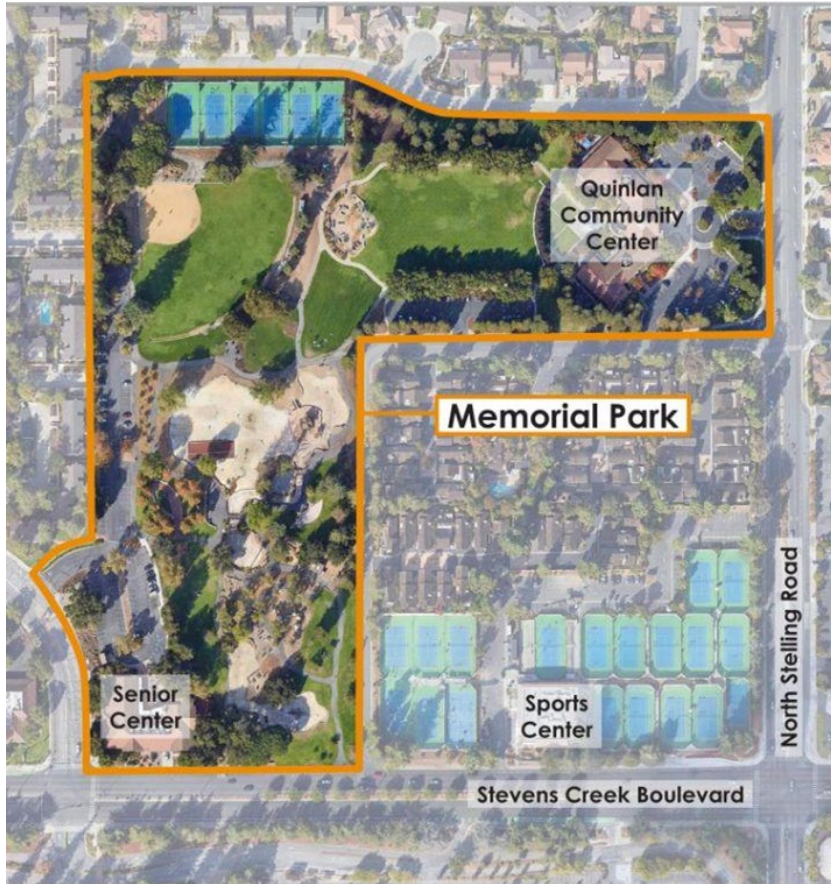 Quinlan
Community
Center
Memorial Park
North Stelling Road
Senior
Center
Sports
Center
Stevens Creek Boulevard